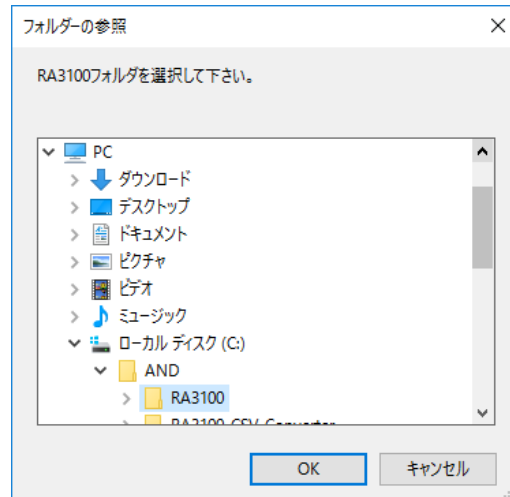 フォルダーの参照
RA3100フォルダを選択して下さい。
PC
ダウンロード
デスクトップ
ドキュメント
ピクチャ
ビデオ
ミュージック
ローカル ディスク (C:)
AND
RA3100
RA3100 CSV Converter
OK
キャンセル